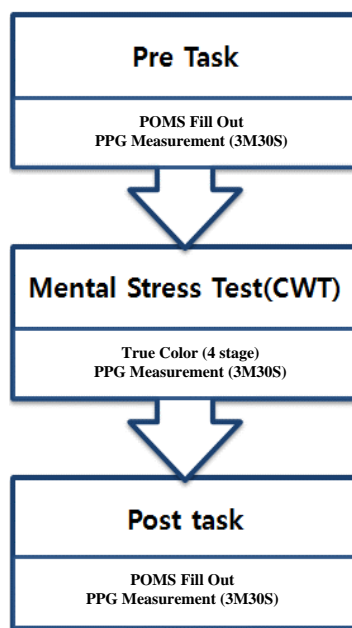 Pre Task
POMS Fill Out
PPG Measurement (3M30S)
Mental Stress Test(CWT)
True Color (4 stage)
PPG Measurement (3M30S)
Post task
POMS Fill Out
PPG Measurement (3M30S)